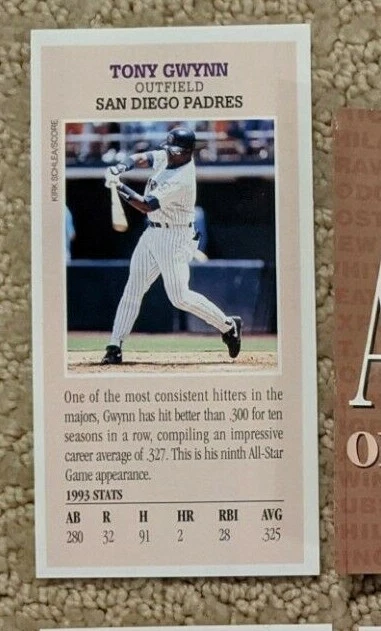 TONY GWYNN
OUTFIELD
SAN DIEGO PADRES
KIRK SCHLEA/SCORE
One of the most consistent hitters in the
majors, Gwynn has hit better than .300 for ten
seasons in a row, compiling an impressive
career average of .327. This is his ninth All-Star
Game appearance.
1993 STATS
AB R H HR RBI AVG
280 32 91 2 28 .325